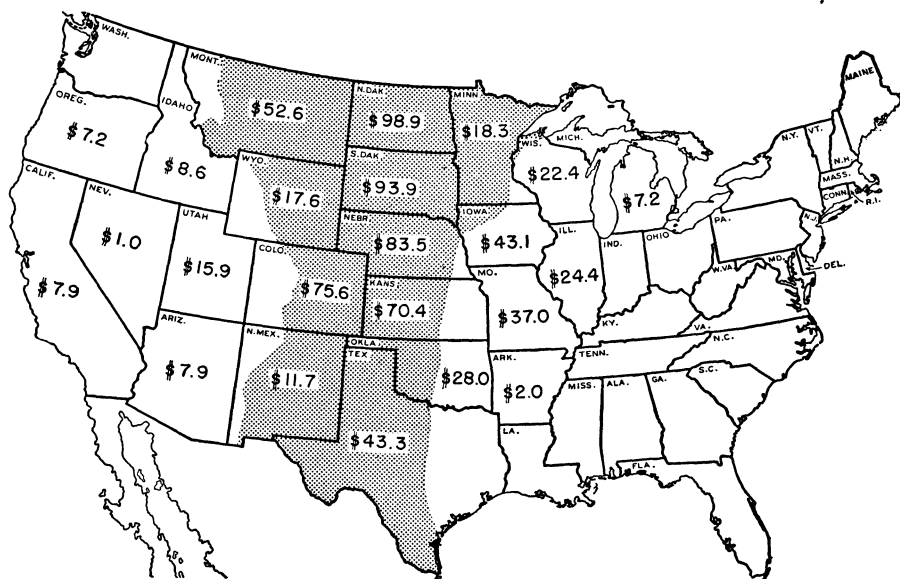 WASH.
MONT.
N.DAK.
MINN.
MAINE
OREG.
IDAHO
$52.6
$98.9
$18.3
WIS.
MICH.
N.Y.
VT.
$7.2
S.DAK.
N.H.
WYO.
$8.6
$93.9
$22.4
MASS.
CONN.
R.I.
CALIF.
NEV.
$17.6
$7.2
UTAH
NEBR.
IOWA
PA.
N.J.
$1.0
COLO.
$83.5
$43.1
ILL.
IND.
OHIO
$15.9
MD.
DEL.
W.VA
$7.9
$75.6
KANS.
MO.
$24.4
$70.4
$37.0
ARIZ.
KY.
VA.
N.MEX.
OKLA.
N.C.
TEX.
ARK.
TENN.
$7.9
$11.7
$28.0
$2.0
MISS.
ALA.
GA.
S.C.
$43.3
LA.
FLA.